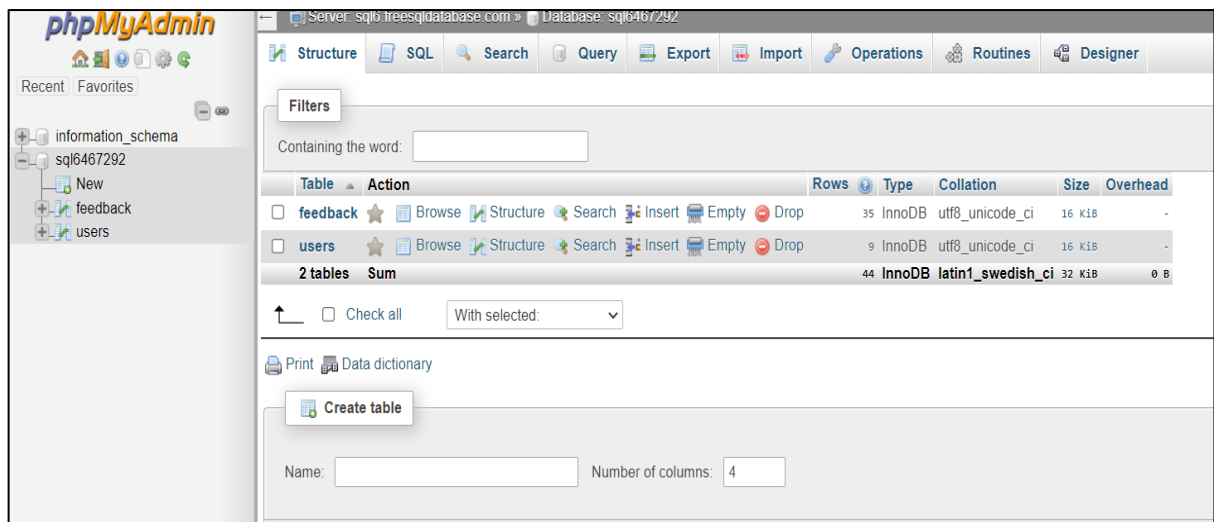 phpMyAdmin
Recent Favorites
information_schema
sql6467292
New
feedback
users
Server: sql6.freesqldatabase.com » Database: sql6467292
Structure SQL Search Query Export Import Operations Routines Designer
Filters
Containing the word:
Table Action Rows Type Collation Size Overhead
feedback Browse Structure Search Insert Empty Drop 35 InnoDB utf8_unicode_ci 16 KiB -
users Browse Structure Search Insert Empty Drop 9 InnoDB utf8_unicode_ci 16 KiB -
2 tables Sum 44 InnoDB latin1_swedish_ci 32 KiB 0 B
Check all With selected:
Print Data dictionary
Create table
Name: Number of columns: 4